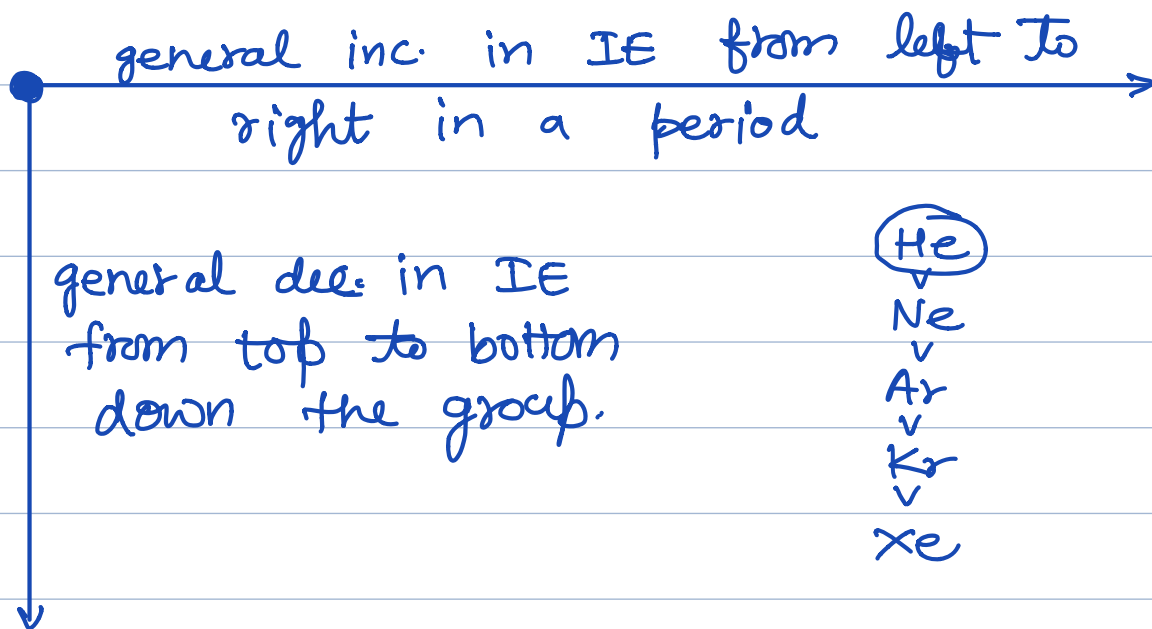 general inc. in IE from left to
right in a period
He
general dec. in IE
v
Ne
from top to bottom
v
Ar
down the group.
v
Kr
v
Xe